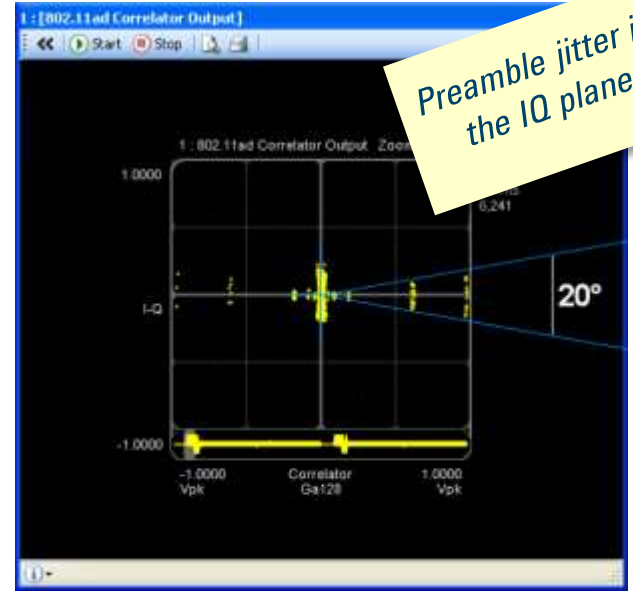 1 : [802.11ad Correlator Output]
Start Stop
Preamble jitter
the IQ plane
1 : 802.11ad Correlator Output
1.0000
6,241
I-Q
20°
-1.0000
-1.0000 Correlator 1.0000
Vpk Ga128 Vpk